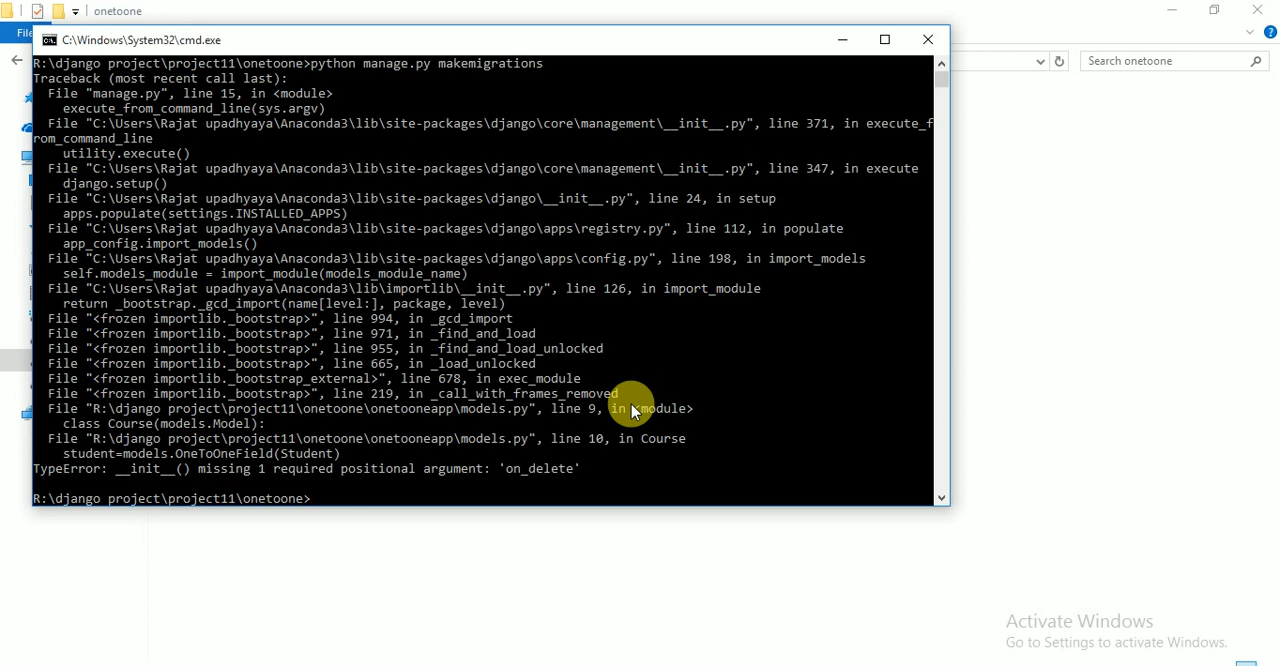 onetoone
File
C:\Windows\System32\cmd.exe
Search onetoone
R:\django project\project11\onetoone>python manage.py makemigrations
Traceback (most recent call last):
File "manage.py", line 15, in <module>
execute_from_command_line(sys.argv)
File "C:\Users\Rajat upadhyaya\Anaconda3\lib\site-packages\django\core\management\__init__.py", line 371, in execute_f
rom_command_line
utility.execute()
File "C:\Users\Rajat upadhyaya\Anaconda3\lib\site-packages\django\core\management\__init__.py", line 347, in execute
django.setup()
File "C:\Users\Rajat upadhyaya\Anaconda3\lib\site-packages\django\__init__.py", line 24, in setup
apps.populate(settings.INSTALLED_APPS)
File "C:\Users\Rajat upadhyaya\Anaconda3\lib\site-packages\django\apps\registry.py", line 112, in populate
app_config.import_models()
File "C:\Users\Rajat upadhyaya\Anaconda3\lib\site-packages\django\apps\config.py", line 198, in import_models
self.models_module = import_module(models_module_name)
File "C:\Users\Rajat upadhyaya\Anaconda3\lib\importlib\__init__.py", line 126, in import_module
return _bootstrap._gcd_import(name[level:], package, level)
File "<frozen importlib._bootstrap>", line 994, in _gcd_import
File "<frozen importlib._bootstrap>", line 971, in _find_and_load
File "<frozen importlib._bootstrap>", line 955, in _find_and_load_unlocked
File "<frozen importlib._bootstrap>", line 665, in _load_unlocked
File "<frozen importlib._bootstrap_external>", line 678, in exec_module
File "<frozen importlib._bootstrap>", line 219, in _call_with_frames_removed
File "R:\django project\project11\onetoone\onetooneapp\models.py", line 9, in <module>
class Course(models.Model):
File "R:\django project\project11\onetoone\onetooneapp\models.py", line 10, in Course
student=models.OneToOneField(Student)
TypeError: __init__() missing 1 required positional argument: 'on_delete'
R:\django project\project11\onetoone>
Activate Windows
Go to Settings to activate Windows.